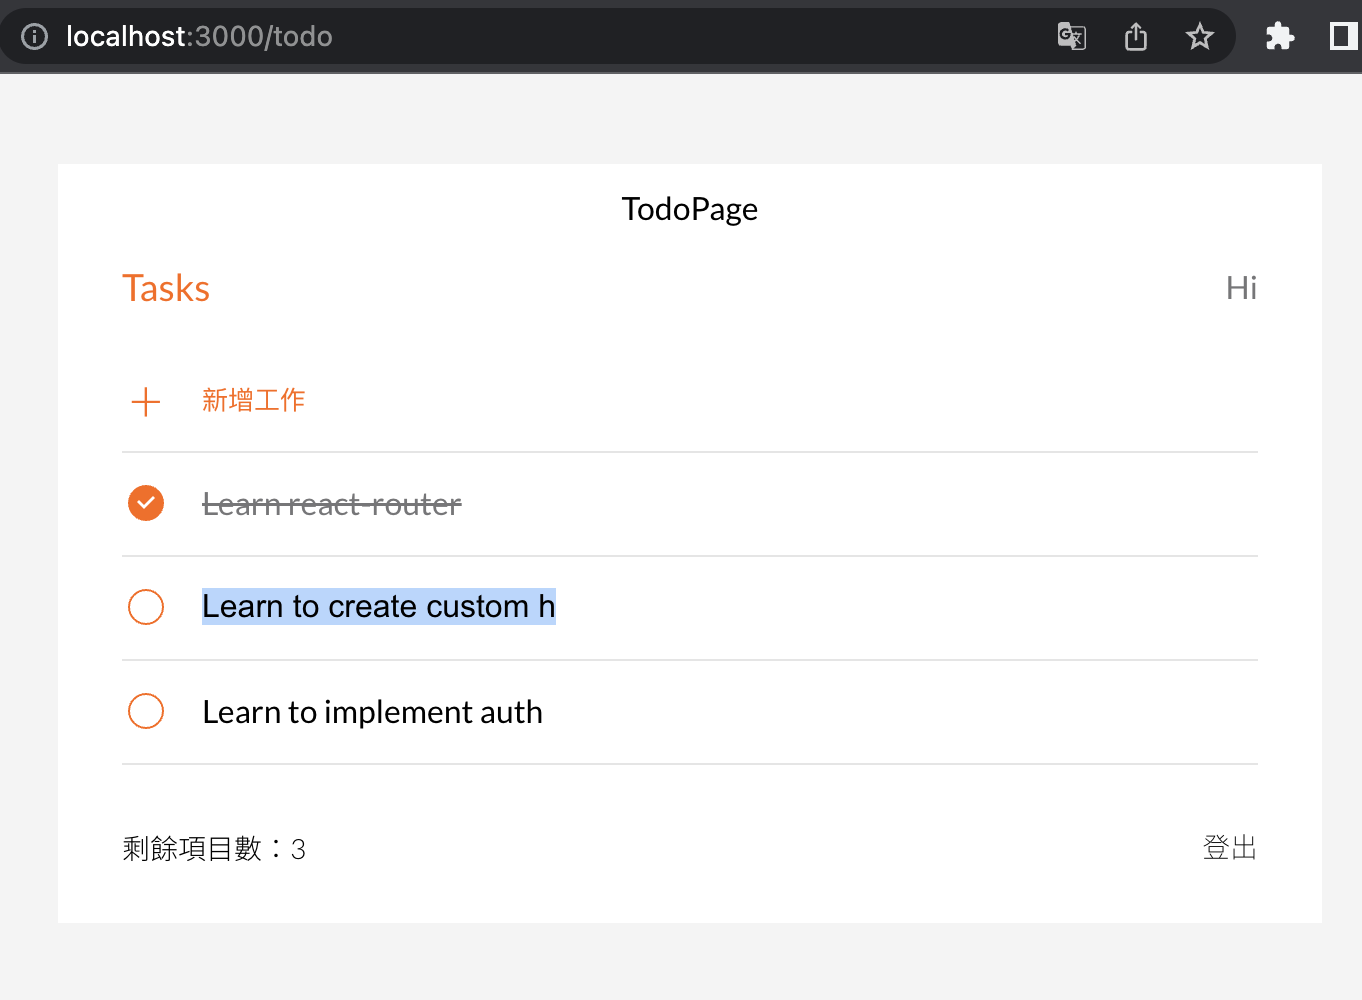 localhost:3000/todo
TodoPage
Tasks
Hi
新增工作
Learn react-router
Learn to create custom h
Learn to implement auth
剩餘項目數：3
登出